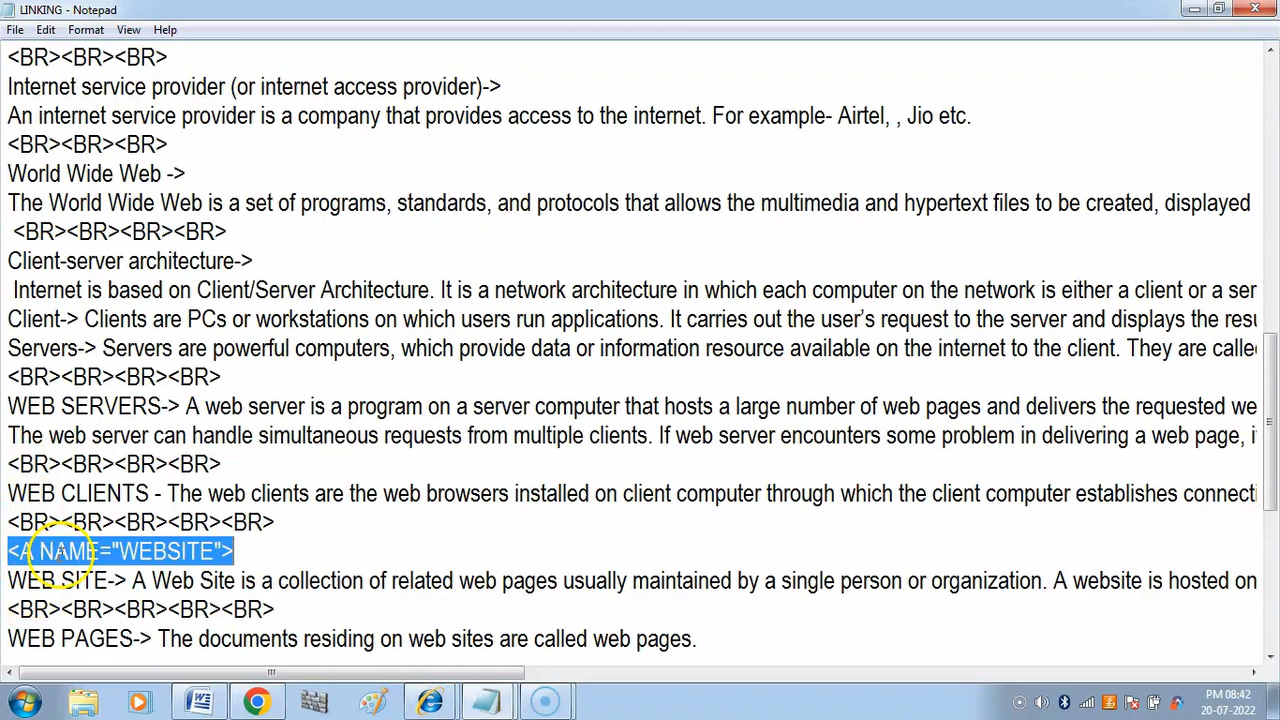 LINKING - Notepad
File Edit Format View Help
<BR><BR><BR>
Internet service provider (or internet access provider)->
An internet service provider is a company that provides access to the internet. For example- Airtel, , Jio etc.
<BR><BR><BR>
World Wide Web ->
The World Wide Web is a set of programs, standards, and protocols that allows the multimedia and hypertext files to be created, displayed
<BR><BR><BR><BR>
Client-server architecture->
Internet is based on Client/Server Architecture. It is a network architecture in which each computer on the network is either a client or a ser
Client-> Clients are PCs or workstations on which users run applications. It carries out the user’s request to the server and displays the resu
Servers-> Servers are powerful computers, which provide data or information resource available on the internet to the client. They are calle
<BR><BR><BR><BR>
WEB SERVERS-> A web server is a program on a server computer that hosts a large number of web pages and delivers the requested we
The web server can handle simultaneous requests from multiple clients. If web server encounters some problem in delivering a web page, i
<BR><BR><BR><BR>
WEB CLIENTS - The web clients are the web browsers installed on client computer through which the client computer establishes connecti
<BR><BR><BR><BR><BR>
<A NAME="WEBSITE">
WEB SITE-> A Web Site is a collection of related web pages usually maintained by a single person or organization. A website is hosted on
<BR><BR><BR><BR><BR>
WEB PAGES-> The documents residing on web sites are called web pages.
PM 08:42
20-07-2022